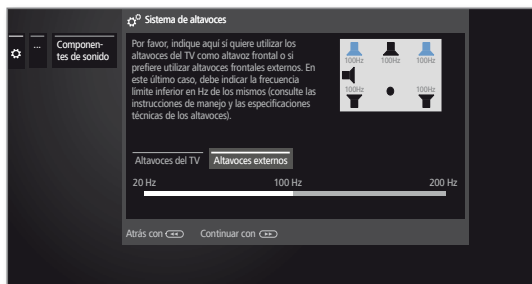 Sistema de altavoces
...
Componen-
tes de sonido
Por favor, indique aquí si quiere utilizar los
altavoces del TV como altavoz frontal o si
prefiere utilizar altavoces frontales externos. En
este último caso, debe indicar la frecuencia
límite inferior en Hz de los mismos (consulte las
instrucciones de manejo y las especificaciones
técnicas de los altavoces).
100Hz 100Hz 100Hz
100Hz 100Hz
Altavoces del TV Altavoces externos
20 Hz 100 Hz 200 Hz
Atrás con Continuar con